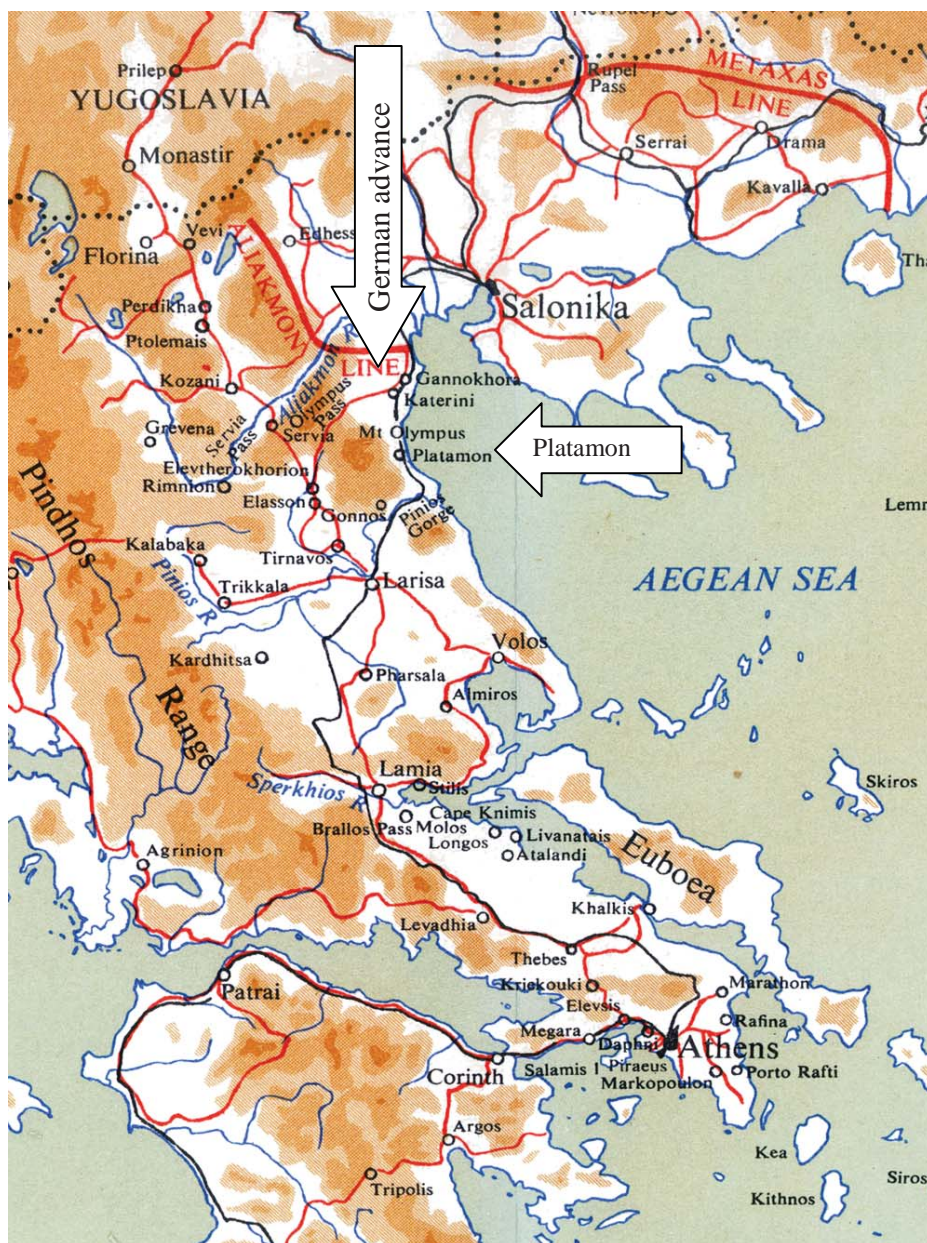 Nevrokop
Prilep
YUGOSLAVIA
Rupel
Pass
METAXAS
LINE
Monastir
Serrai
Drama
Kavalla
German advance
Florina
Vevi
Edhess
ALIAKMON
LINE
Salonika
Perdikha
Ptolemais
Aliakmon R
Gannokhora
Katerini
Kozani
Olympus
Pass
Servia
Pass
Servia
Grevena
Mt Olympus
Platamon
Platamon
Elevtherokhorion
Rimnion
Elasson
Gonnos
Pinios
Gorge
Lemn
Pindhos
Range
Kalabaka
Tirnavos
Pinios R
Trikkala
Larisa
AEGEAN SEA
Kardhitsa
Volos
Pharsala
Almiros
Lamia
Stilis
Sperkhios R
Skiros
Cape Knimis
Brallos Pass
Molos
Longos
Livanatais
Atalandi
Euboea
Agrinion
Levadhia
Khalkis
Thebes
Kriekouki
Patrai
Marathon
Elevsis
Rafina
Megara
Daphni
Athens
Corinth
Salamis I
Piraeus
Markopoulon
Porto Rafti
Argos
Kea
Tripolis
Kithnos
Siros
Tha